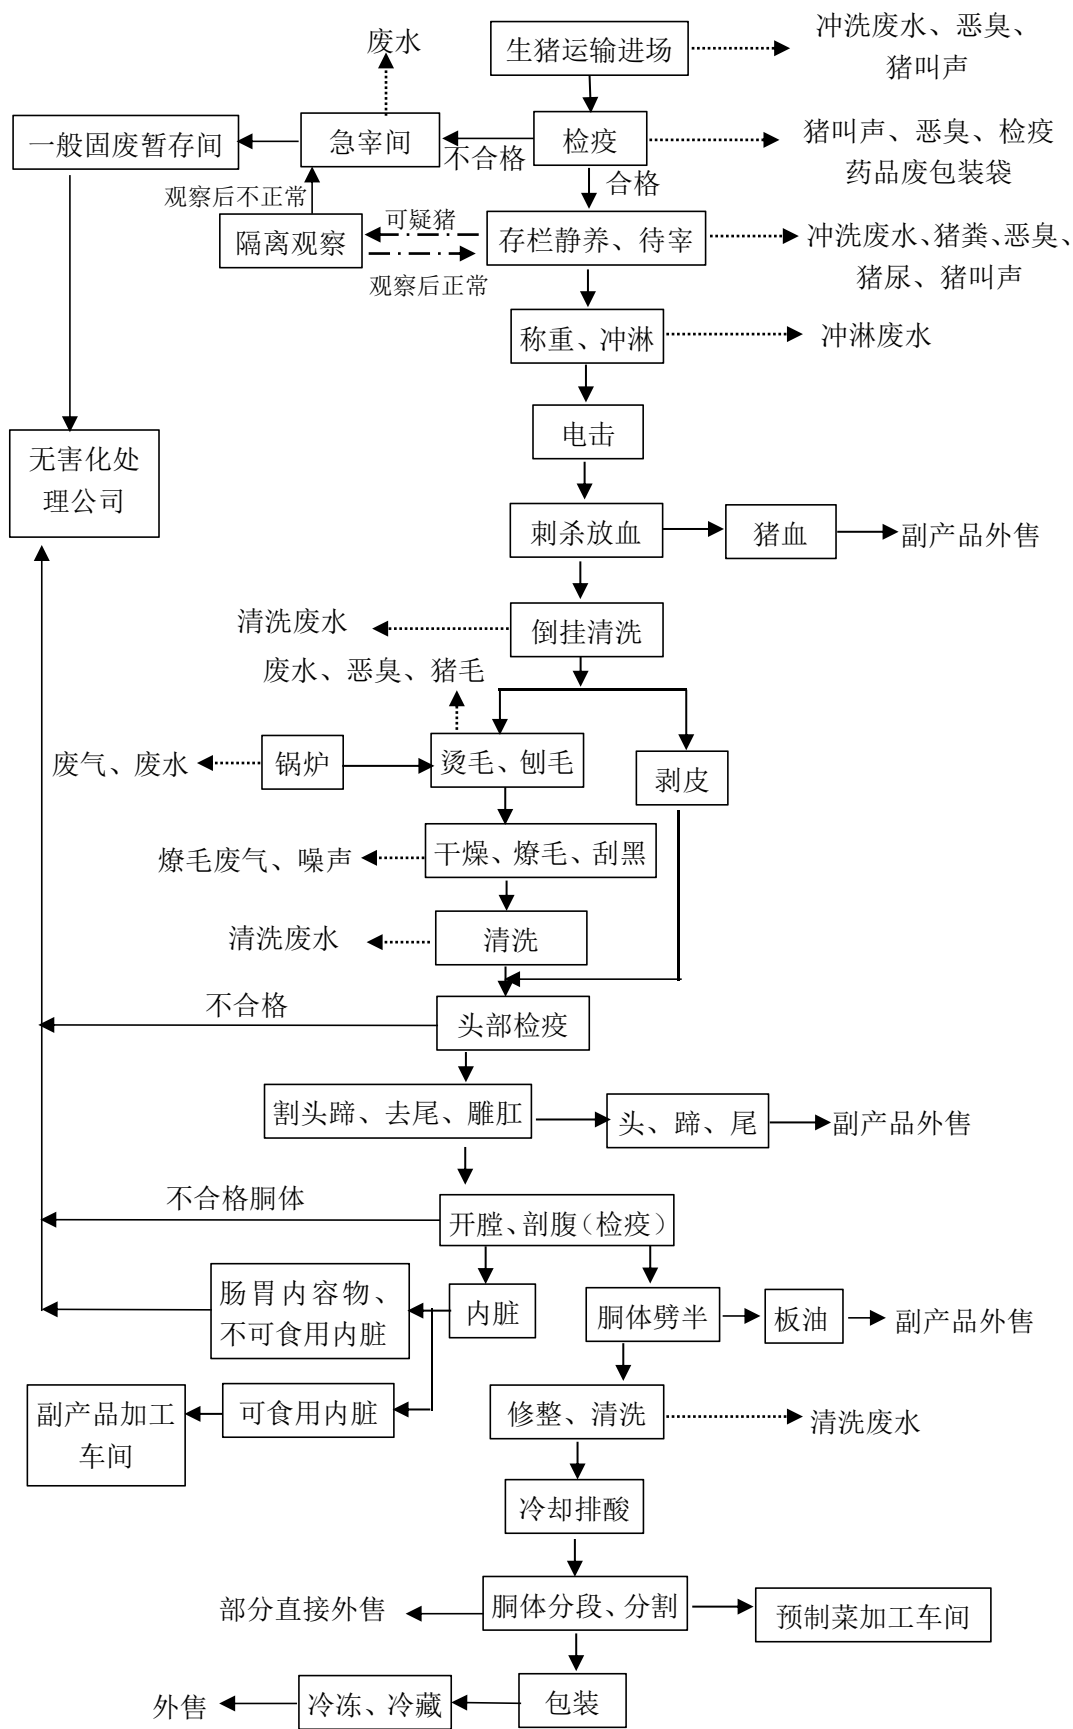 废水
生猪运输进场
冲洗废水、恶臭、
猪叫声
一般固废暂存间
急宰间
不合格
检疫
猪叫声、恶臭、检疫
药品废包装袋
合格
观察后不正常
隔离观察
可疑猪
观察后正常
存栏静养、待宰
冲洗废水、猪粪、恶臭、
猪尿、猪叫声
称重、冲淋
冲淋废水
电击
无害化处
理公司
刺杀放血
猪血
副产品外售
清洗废水
倒挂清洗
废水、恶臭、猪毛
废气、废水
锅炉
烫毛、刨毛
剥皮
燎毛废气、噪声
干燥、燎毛、刮黑
清洗废水
清洗
不合格
头部检疫
割头蹄、去尾、雕肛
头、蹄、尾
副产品外售
不合格胴体
开膛、剖腹（检疫）
肠胃内容物、
不可食用内脏
内脏
胴体劈半
板油
副产品外售
副产品加工
车间
可食用内脏
修整、清洗
清洗废水
冷却排酸
部分直接外售
胴体分段、分割
预制菜加工车间
外售
冷冻、冷藏
包装